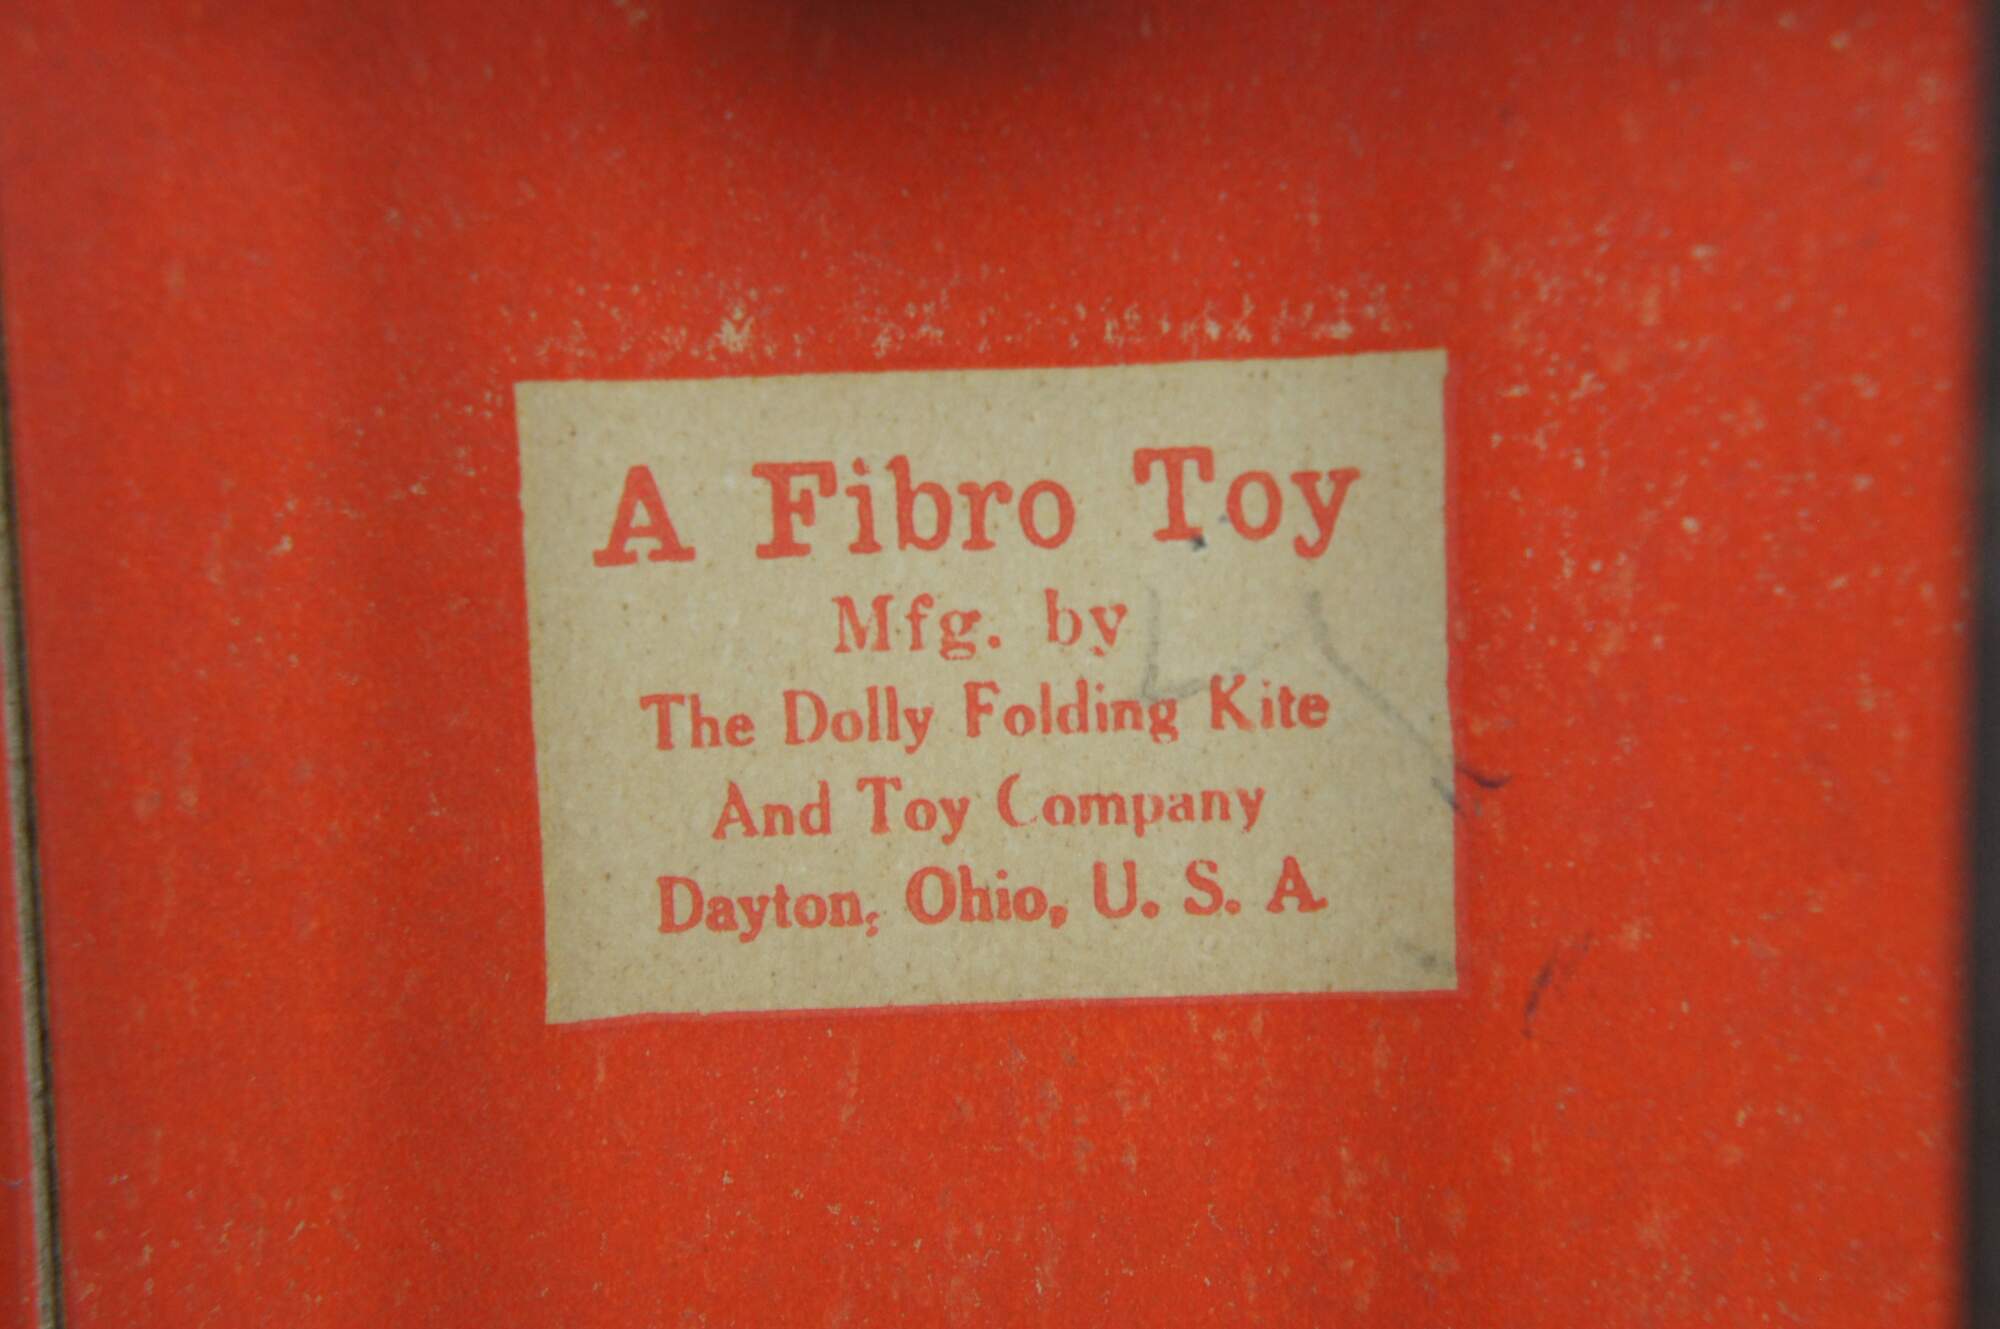 A Fibro Toy
Mfg. by
The Dolly Folding Kite
And Toy Company
Dayton, Ohio, U. S. A.